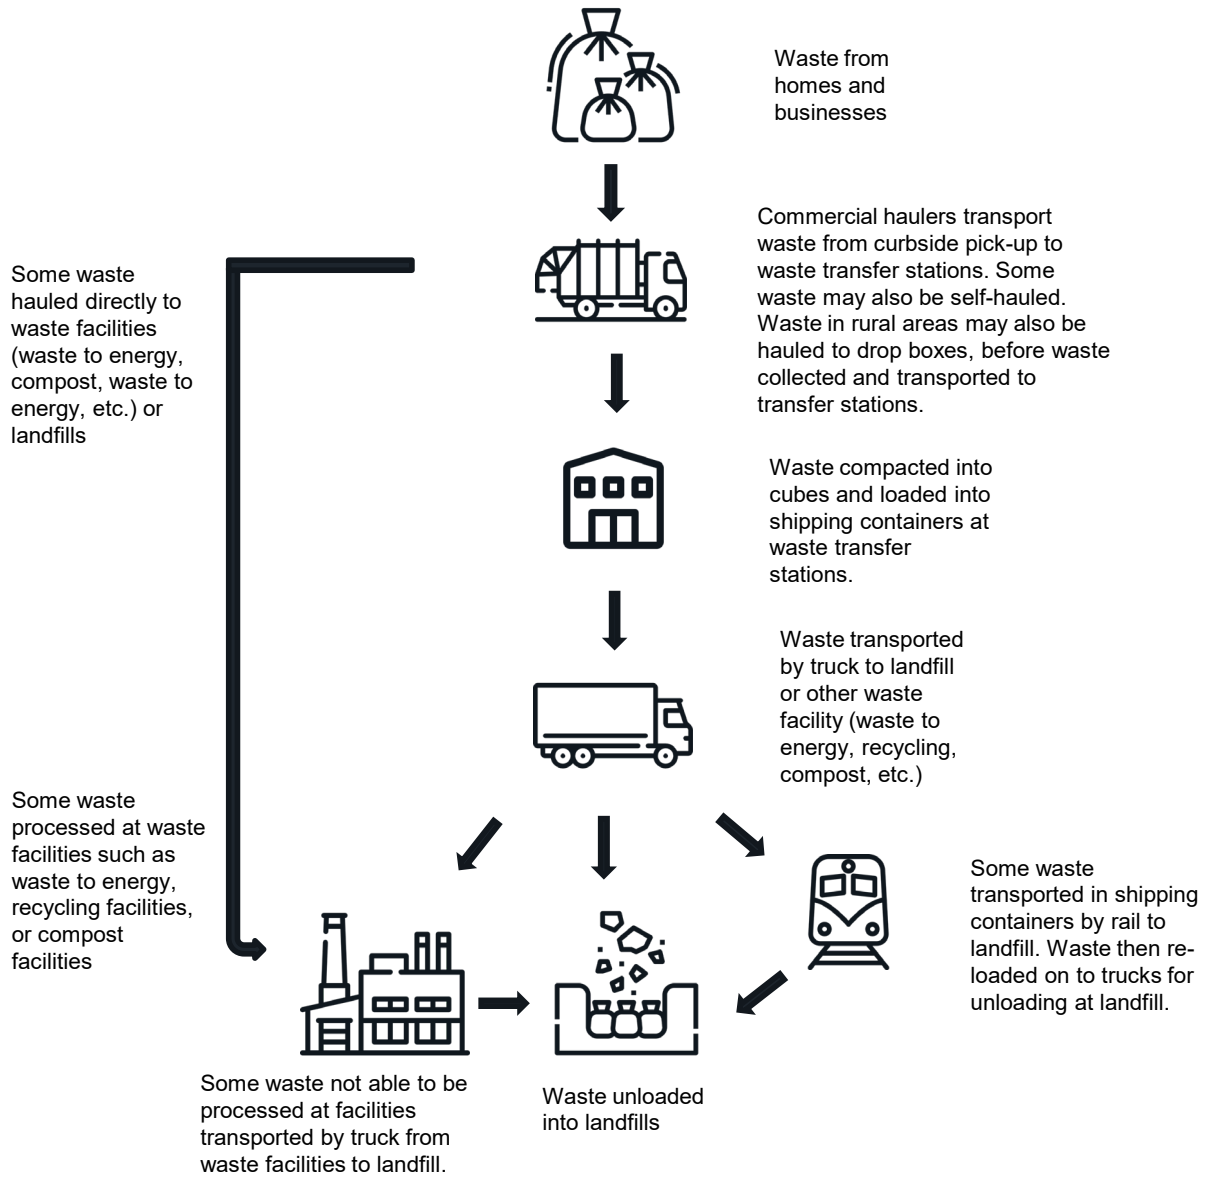 Waste from
homes and
businesses
Commercial haulers transport
waste from curbside pick-up to
waste transfer stations. Some
waste may also be self-hauled.
Waste in rural areas may also be
hauled to drop boxes, before waste
collected and transported to
transfer stations.
Some waste
hauled directly to
waste facilities
(waste to energy,
compost, waste to
energy, etc.) or
landfills
Waste compacted into
cubes and loaded into
shipping containers at
waste transfer
stations.
Waste transported
by truck to landfill
or other waste
facility (waste to
energy, recycling,
compost, etc.)
Some waste
processed at waste
facilities such as
waste to energy,
recycling facilities,
or compost
facilities
Some waste
transported in shipping
containers by rail to
landfill. Waste then re-
loaded on to trucks for
unloading at landfill.
Some waste not able to be
processed at facilities
transported by truck from
waste facilities to landfill.
Waste unloaded
into landfills